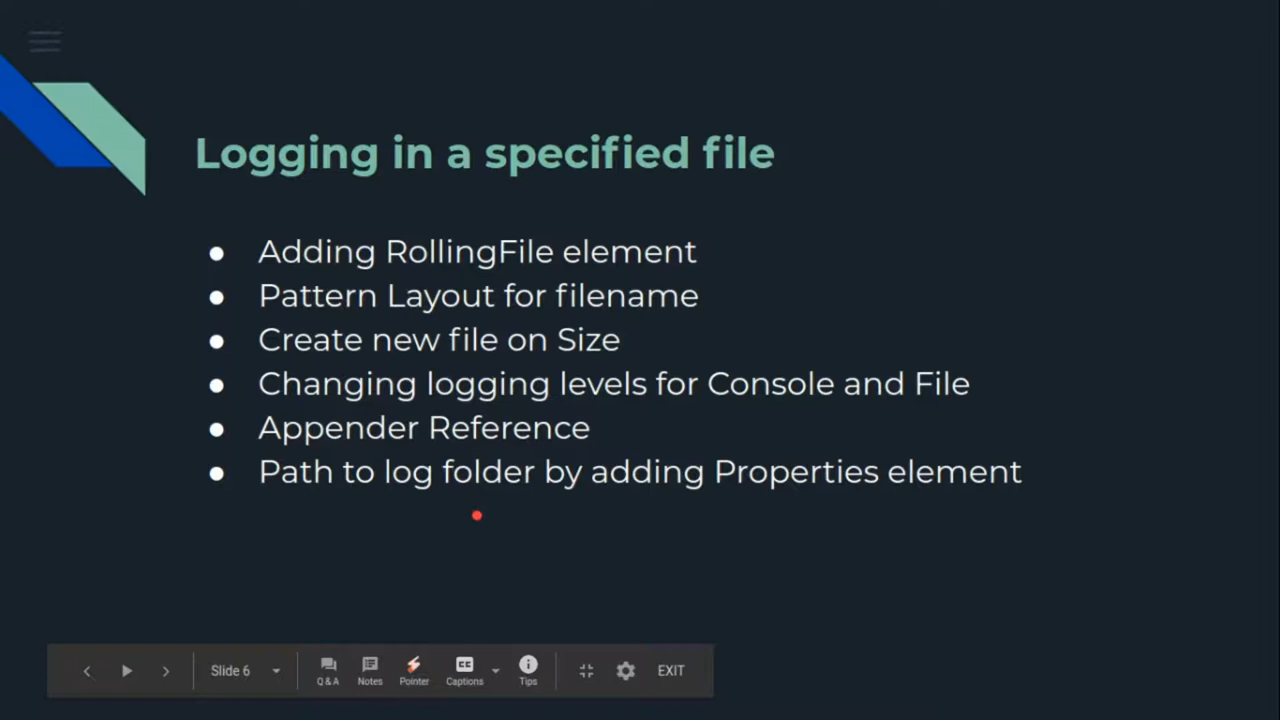 Logging in a specified file
● Adding RollingFile element
● Pattern Layout for filename
● Create new file on Size
● Changing logging levels for Console and File
● Appender Reference
● Path to log folder by adding Properties element
Slide 6
Q & A
Notes
Pointer
CC
Captions
Tips
EXIT